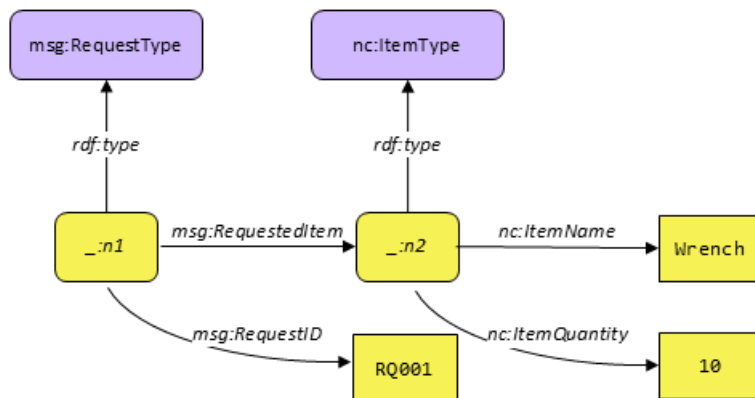 msg:RequestType
nc:ItemType
rdf:type
rdf:type
_:n1
msg:RequestedItem
_:n2
nc:ItemName
Wrench
msg:RequestID
RQ001
nc:ItemQuantity
10